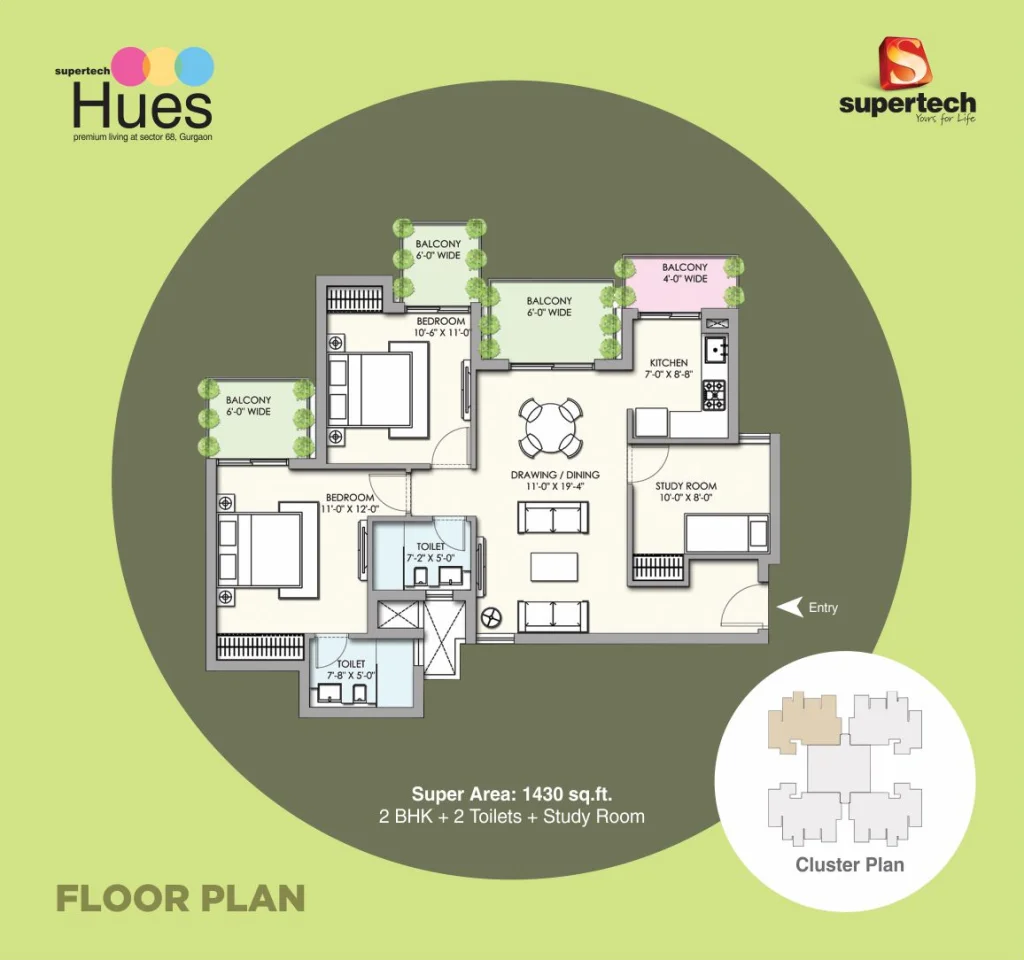 supertech
Hues
premium living at sector 68, Gurgaon
S
supertech
Yours for Life
BALCONY
6'-0" WIDE
BALCONY
4'-0" WIDE
BALCONY
6'-0" WIDE
BEDROOM
10'-6" X 11'-0"
KITCHEN
7'-0" X 8'-8"
BALCONY
6'-0" WIDE
DRAWING / DINING
11'-0" X 19'-4"
STUDY ROOM
10'-0" X 8'-0"
BEDROOM
11'-0" X 12'-0"
TOILET
7'-2" X 5'-0"
Entry
TOILET
7'-8" X 5'-0"
Super Area: 1430 sq.ft.
2 BHK + 2 Toilets + Study Room
Cluster Plan
FLOOR PLAN